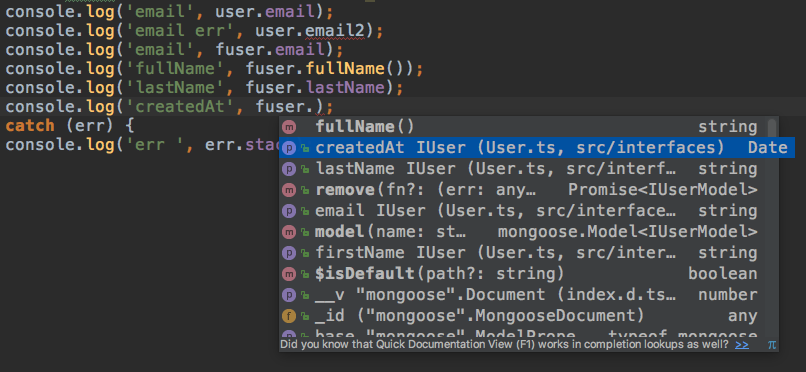 console.log('email', user.email);
console.log('email err', user.email2);
console.log('email', fuser.email);
console.log('fullName', fuser.fullName());
console.log('lastName', fuser.lastName);
console.log('createdAt', fuser.);
catch (err) {
console.log('err ', err.stac
m fullName() string
p createdAt IUser (User.ts, src/interfaces) Date
p lastName IUser (User.ts, src/interf… string
m remove(fn?: (err: any… Promise<IUserModel>
p email IUser (User.ts, src/interface… string
m model(name: st… mongoose.Model<IUserModel>
p firstName IUser (User.ts, src/inter… string
m $isDefault(path?: string) boolean
p __v "mongoose".Document (index.d.ts… number
f _id ("mongoose".MongooseDocument) any
base "mongoose".ModelPrope… typeof mongoose
Did you know that Quick Documentation View (F1) works in completion lookups as well? >> π